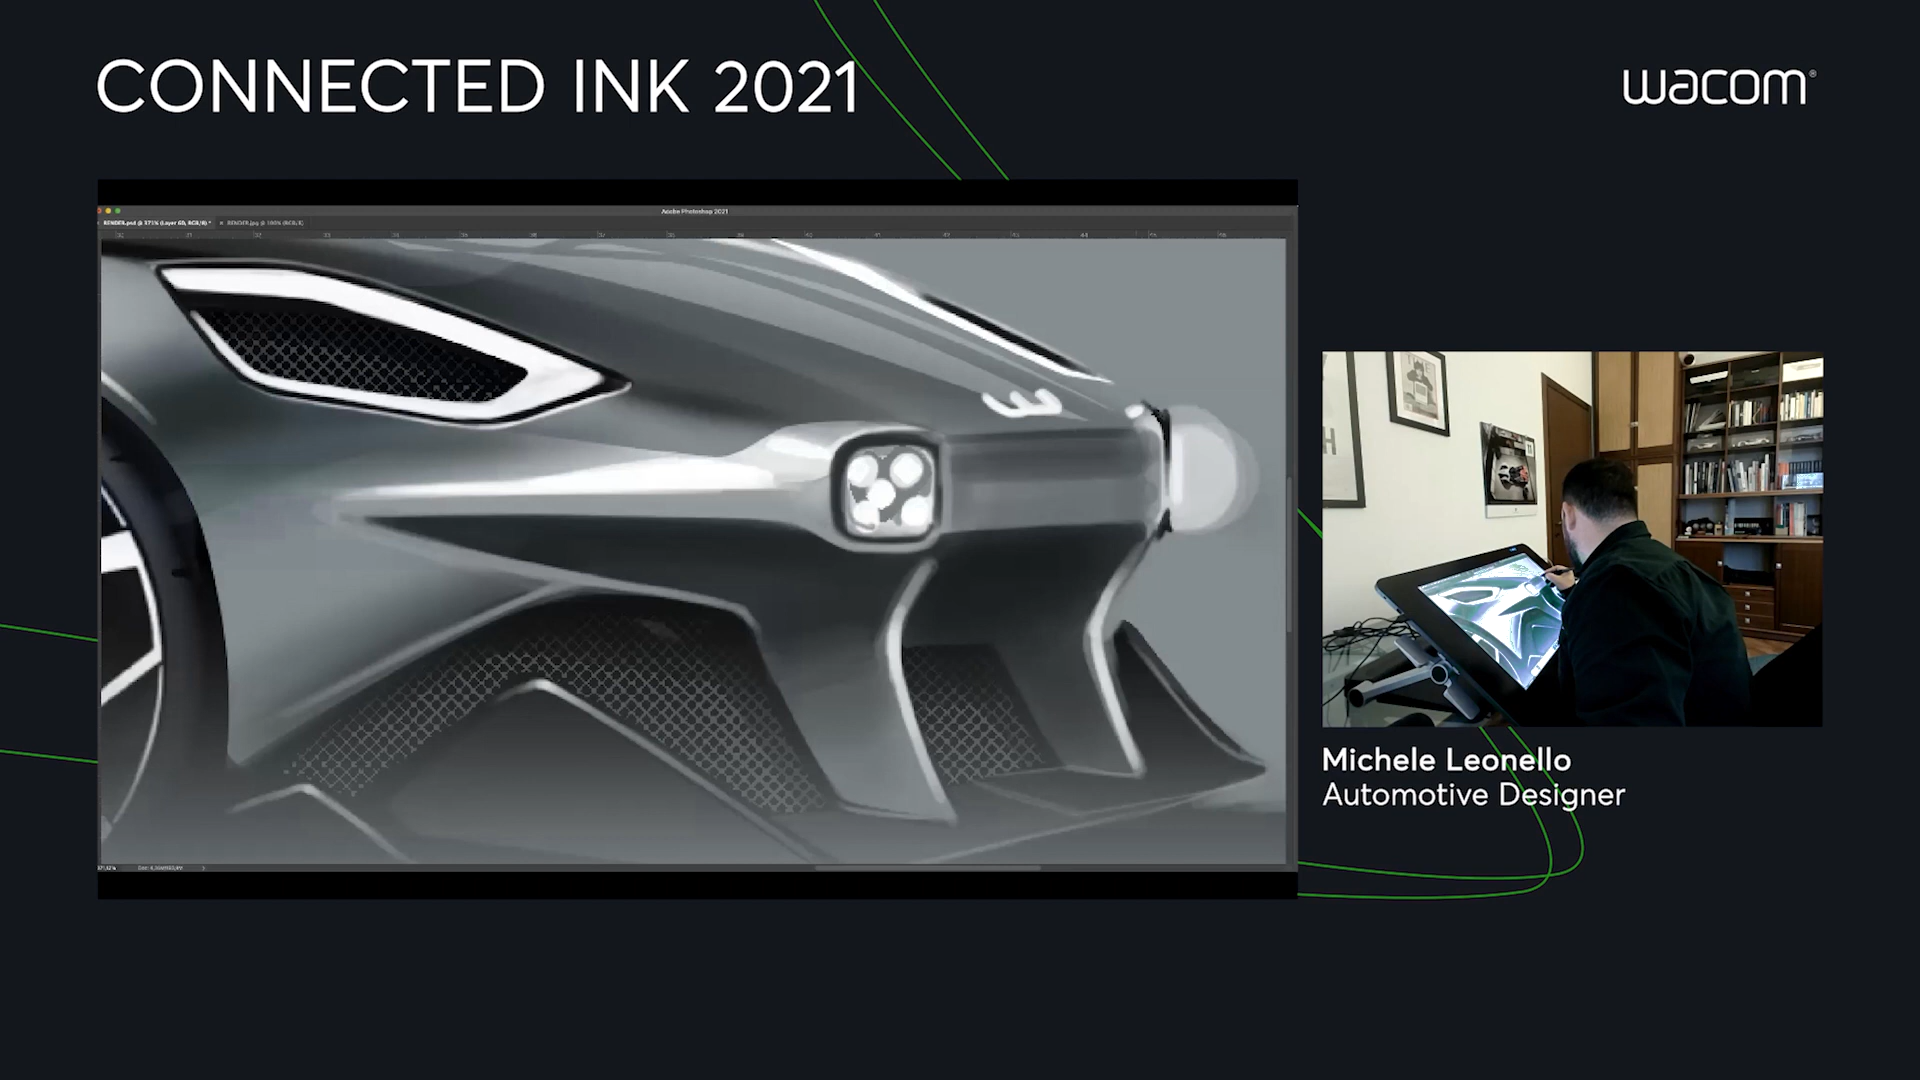 CONNECTED INK 2021
wacom®
Adobe Photoshop 2021
Michele Leonello
Automotive Designer